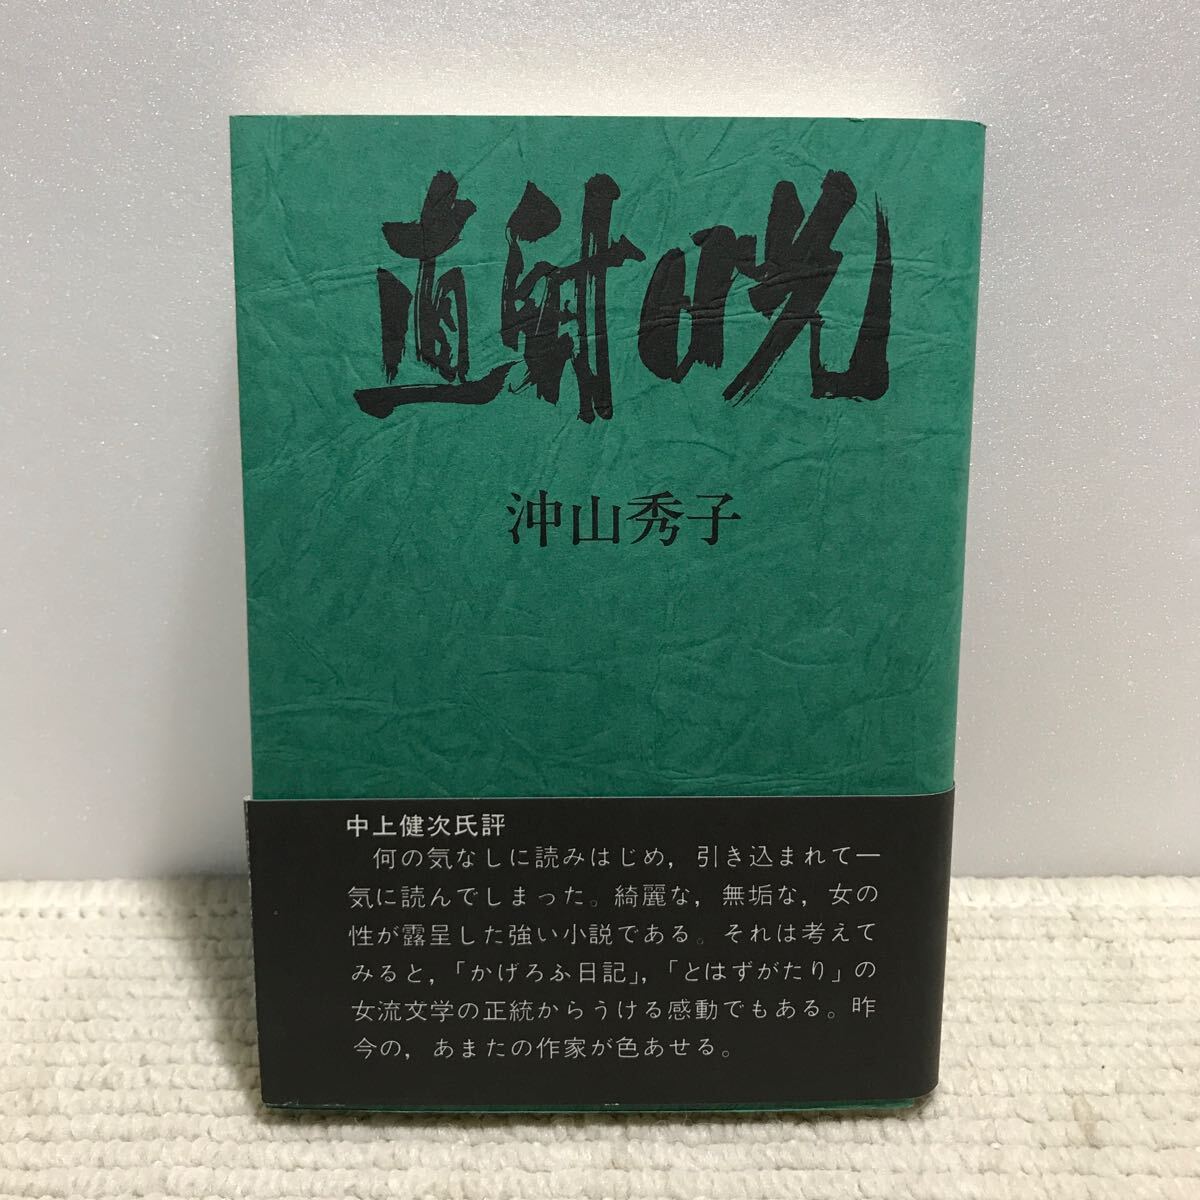 直射日光
沖山秀子
中上健次氏評
何の気なしに読みはじめ，引き込まれて一
気に読んでしまった。綺麗な，無垢な，女の
性が露呈した強い小説である。それは考えて
みると，「かげろふ日記」，「とはずがたり」の
女流文学の正統からうける感動でもある。昨
今の，あまたの作家が色あせる。